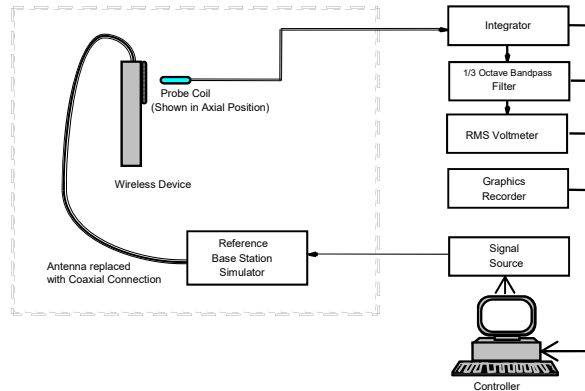 Integrator
1/3 Octave Bandpass
Filter
RMS Voltmeter
Graphics
Recorder
Probe Coil
(Shown in Axial Position)
Wireless Device
Reference
Base Station
Simulator
Antenna replaced
with Coaxial Connection
Signal
Source
Controller